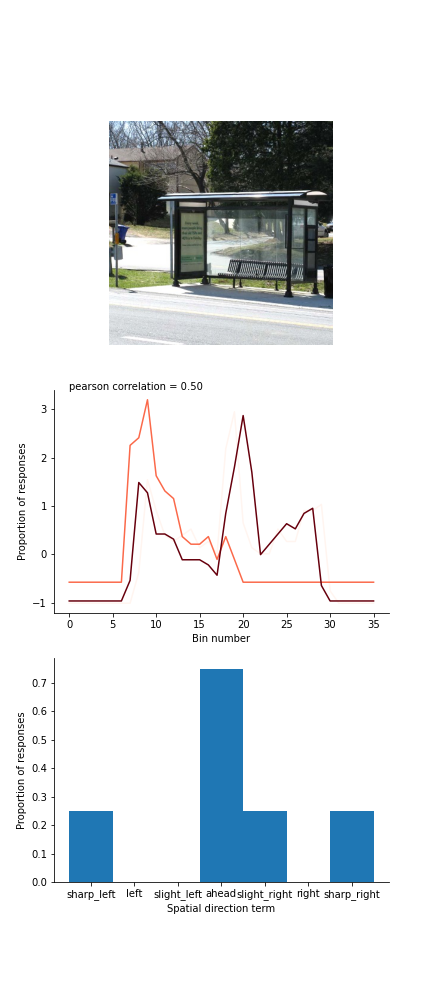 pearson correlation = 0.50
3
2
1
0
−1
Proportion of responses
0 5 10 15 20 25 30 35
Bin number
0.7
0.6
0.5
0.4
0.3
0.2
0.1
0.0
Proportion of responses
sharp_left left slight_left ahead slight_right right sharp_right
Spatial direction term